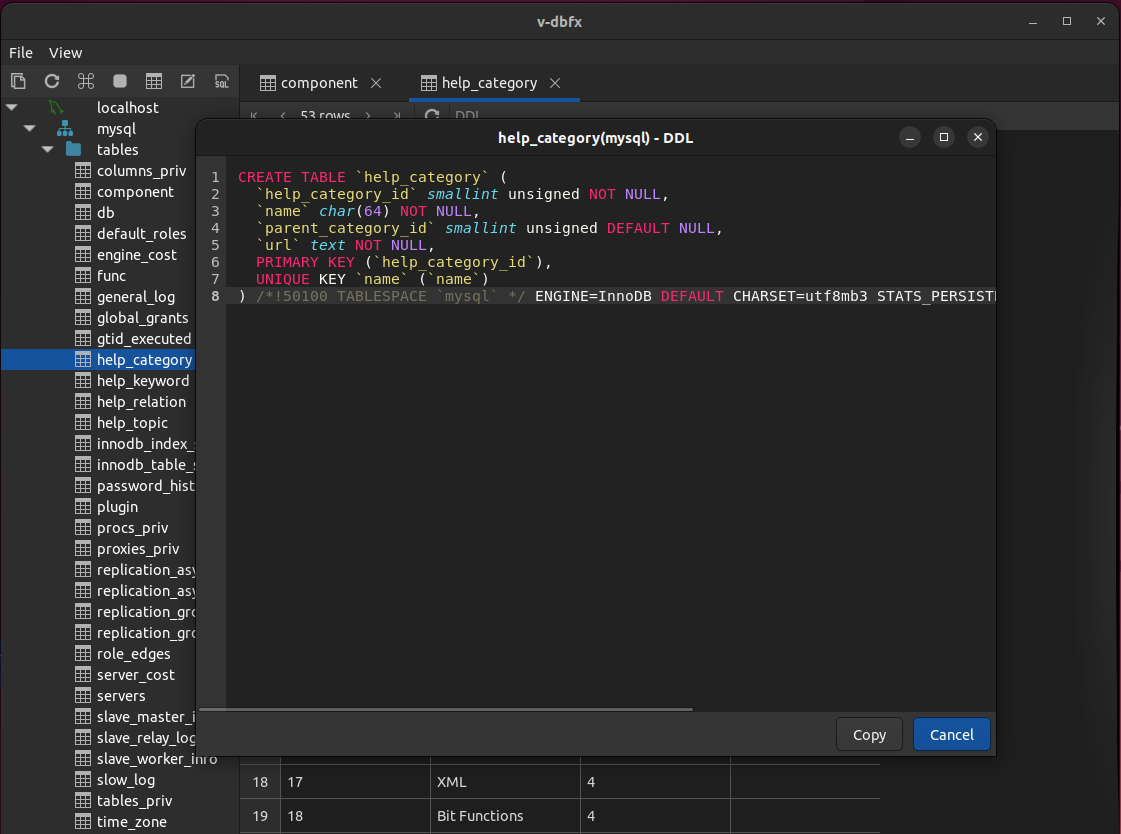 v-dbfx
File View
SQL
component
help_category
53 rows
DDL
localhost
mysql
tables
columns_priv
component
db
default_roles
engine_cost
func
general_log
global_grants
gtid_executed
help_category
help_keyword
help_relation
help_topic
innodb_index_
innodb_table_s
password_hist
plugin
procs_priv
proxies_priv
replication_asy
replication_asy
replication_gro
replication_gro
role_edges
server_cost
servers
slave_master_i
slave_relay_log
slave_worker_info
slow_log
tables_priv
time_zone
help_category(mysql) - DDL
1 CREATE TABLE `help_category` (
2 `help_category_id` smallint unsigned NOT NULL,
3 `name` char(64) NOT NULL,
4 `parent_category_id` smallint unsigned DEFAULT NULL,
5 `url` text NOT NULL,
6 PRIMARY KEY (`help_category_id`),
7 UNIQUE KEY `name` (`name`)
8 ) /*!50100 TABLESPACE `mysql` */ ENGINE=InnoDB DEFAULT CHARSET=utf8mb3 STATS_PERSISTE
Copy Cancel
18 17 XML 4
19 18 Bit Functions 4